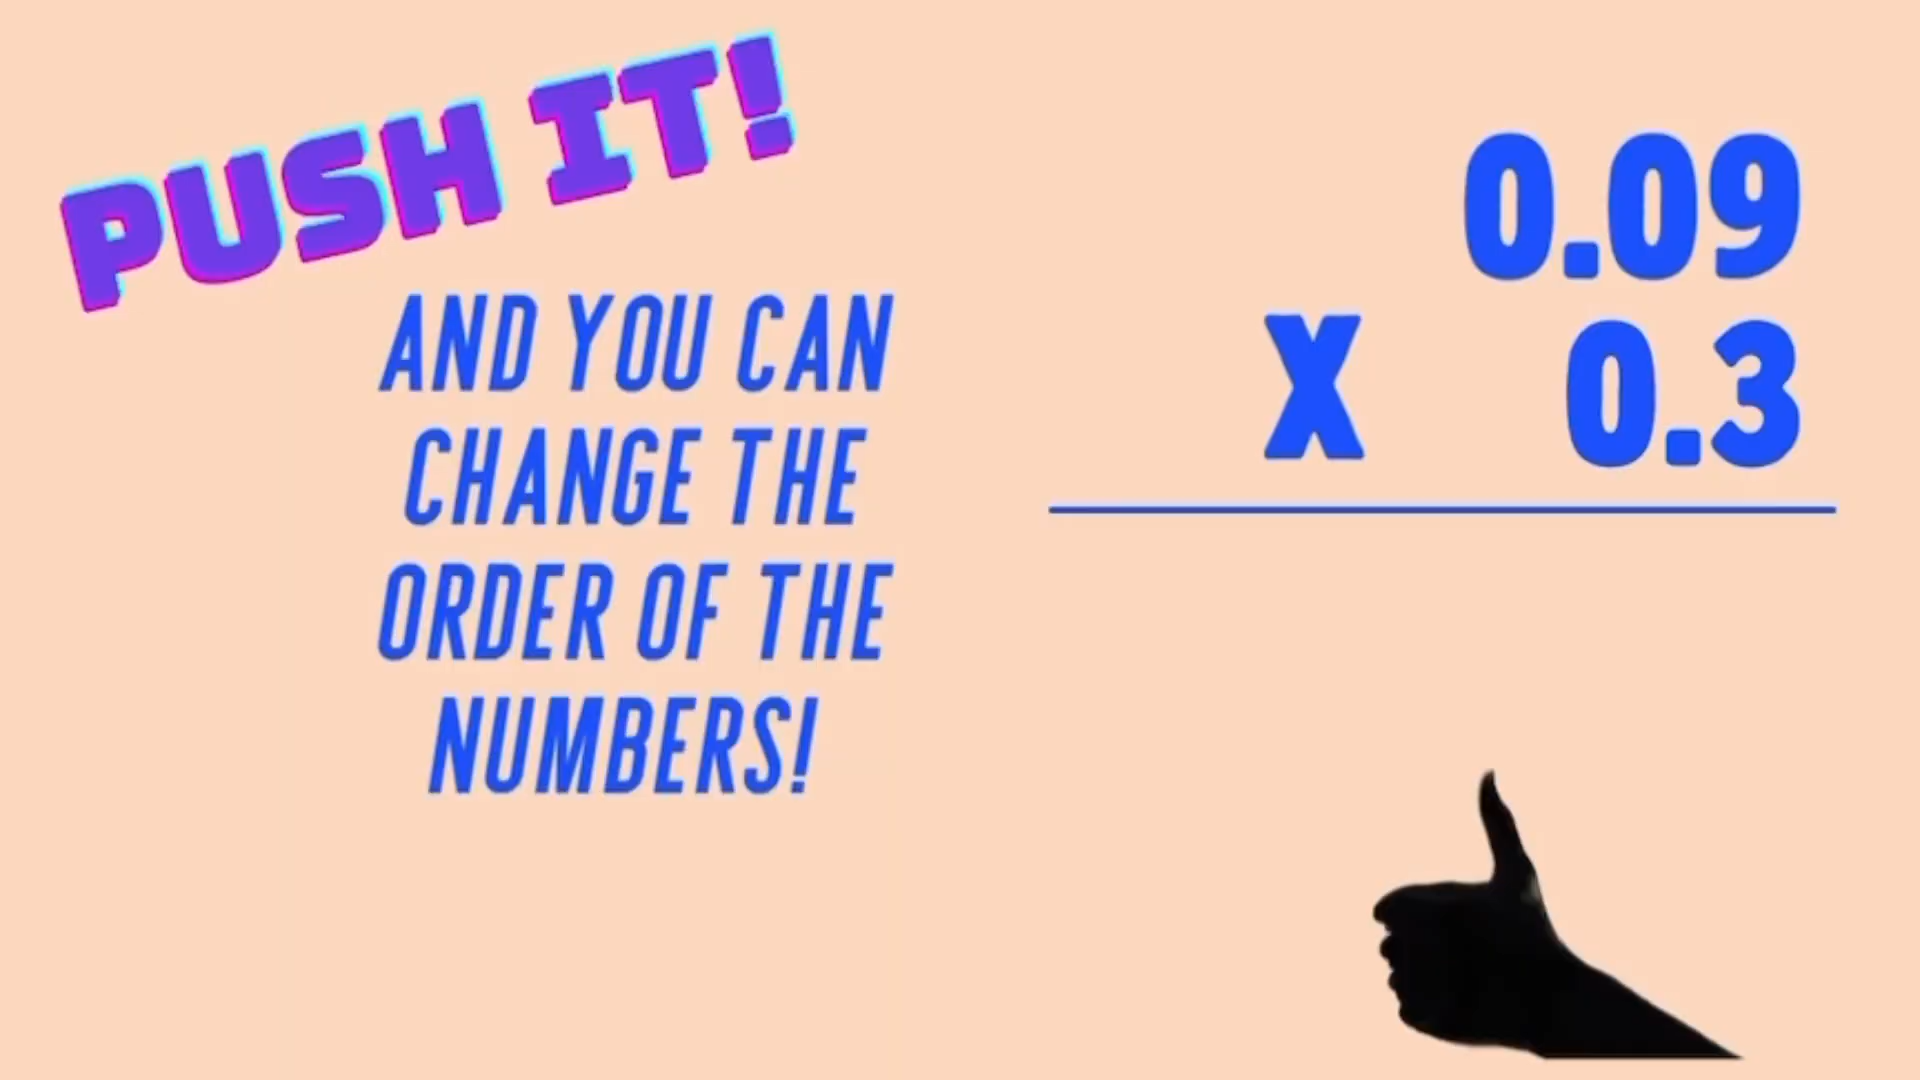 PUSH IT!
AND YOU CAN
CHANGE THE
ORDER OF THE
NUMBERS!
0.09
X 0.3